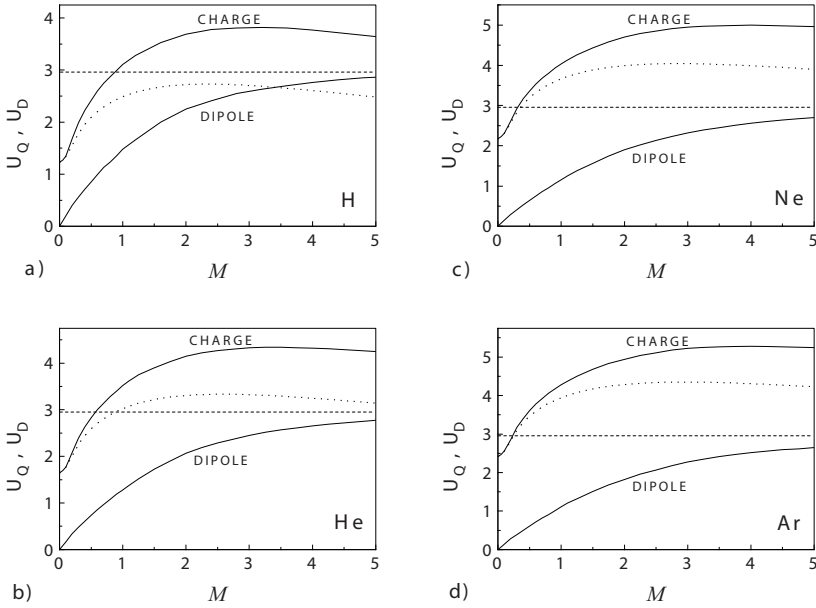 4
3
2
1
0
U_Q , U_D
CHARGE
DIPOLE
H
0 1 2 3 4 5
a)
M
5
4
3
2
1
0
U_Q , U_D
CHARGE
DIPOLE
Ne
0 1 2 3 4 5
c)
M
4
3
2
1
0
U_Q , U_D
CHARGE
DIPOLE
He
0 1 2 3 4 5
b)
M
5
4
3
2
1
0
U_Q , U_D
CHARGE
DIPOLE
Ar
0 1 2 3 4 5
d)
M